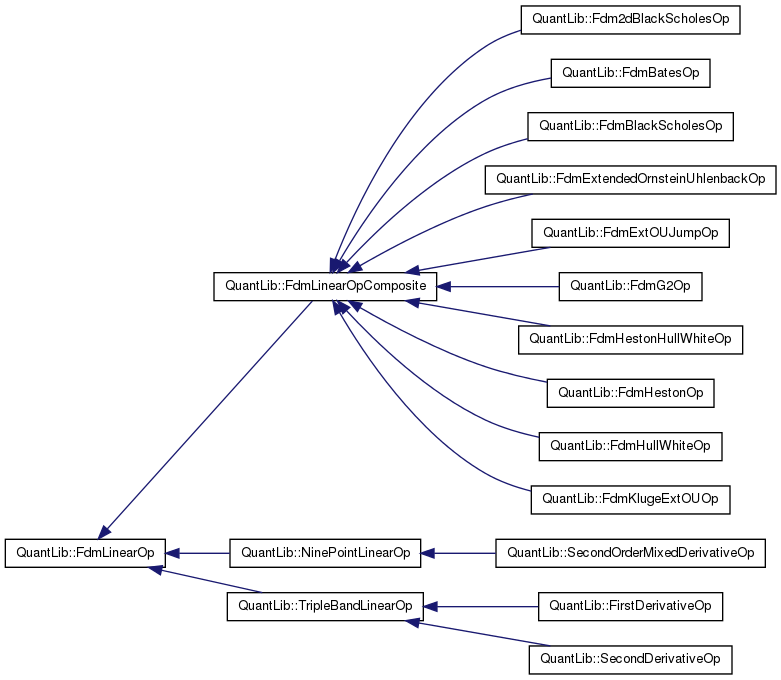 QuantLib::Fdm2dBlackScholesOp
QuantLib::FdmBatesOp
QuantLib::FdmBlackScholesOp
QuantLib::FdmExtendedOrnsteinUhlenbackOp
QuantLib::FdmExtOUJumpOp
QuantLib::FdmLinearOpComposite
QuantLib::FdmG2Op
QuantLib::FdmHestonHullWhiteOp
QuantLib::FdmHestonOp
QuantLib::FdmHullWhiteOp
QuantLib::FdmKlugeExtOUOp
QuantLib::FdmLinearOp
QuantLib::NinePointLinearOp
QuantLib::SecondOrderMixedDerivativeOp
QuantLib::TripleBandLinearOp
QuantLib::FirstDerivativeOp
QuantLib::SecondDerivativeOp